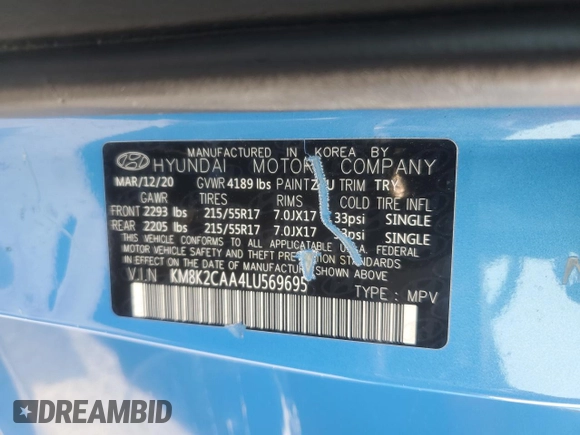 MANUFACTURED IN KOREA BY
HYUNDAI MOTOR COMPANY
MAR/12/20 GVWR 4189 lbs PAINT TRIM TRY
GAWR TIRES RIMS COLD TIRE INFL
FRONT 2293 lbs 215/55R17 7.0JX17 33psi SINGLE
REAR 2205 lbs 215/55R17 7.0JX17 psi SINGLE
THIS VEHICLE CONFORMS TO ALL APPLICABLE U.S.A. FEDERAL
MOTOR VEHICLE SAFETY AND THEFT PREVENTION STANDARDS
IN EFFECT ON THE DATE OF MANUFACTURE SHOWN ABOVE.
V.I.N KM8K2CAA4LU569695
TYPE : MPV
DREAMBID